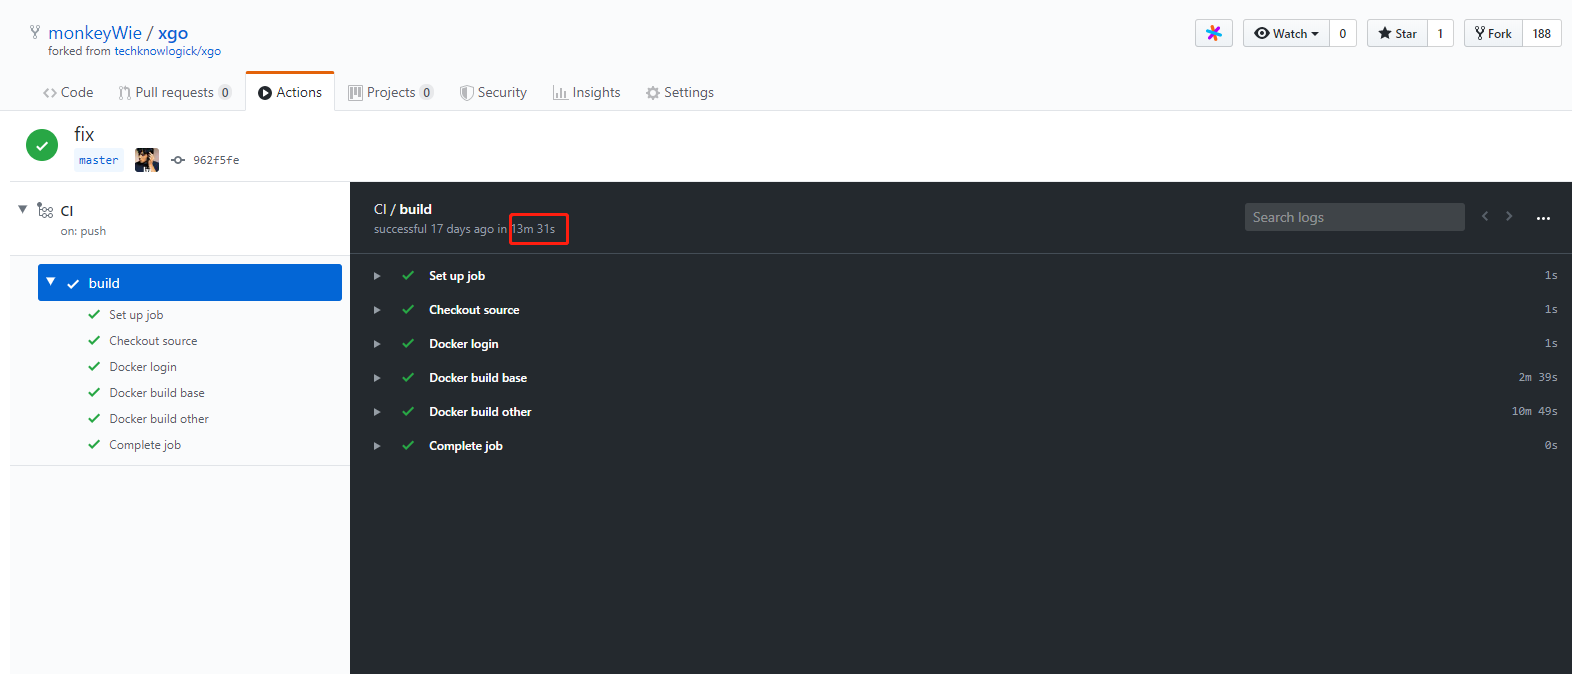 monkeyWie / xgo
forked from techknowlogick/xgo
Watch 0 Star 1 Fork 188
Code Pull requests 0 Actions Projects 0 Security Insights Settings
fix
master 962f5fe
CI
on: push
build
Set up job
Checkout source
Docker login
Docker build base
Docker build other
Complete job
CI / build
successful 17 days ago in 13m 31s
Search logs
Set up job 1s
Checkout source 1s
Docker login 1s
Docker build base 2m 39s
Docker build other 10m 49s
Complete job 0s